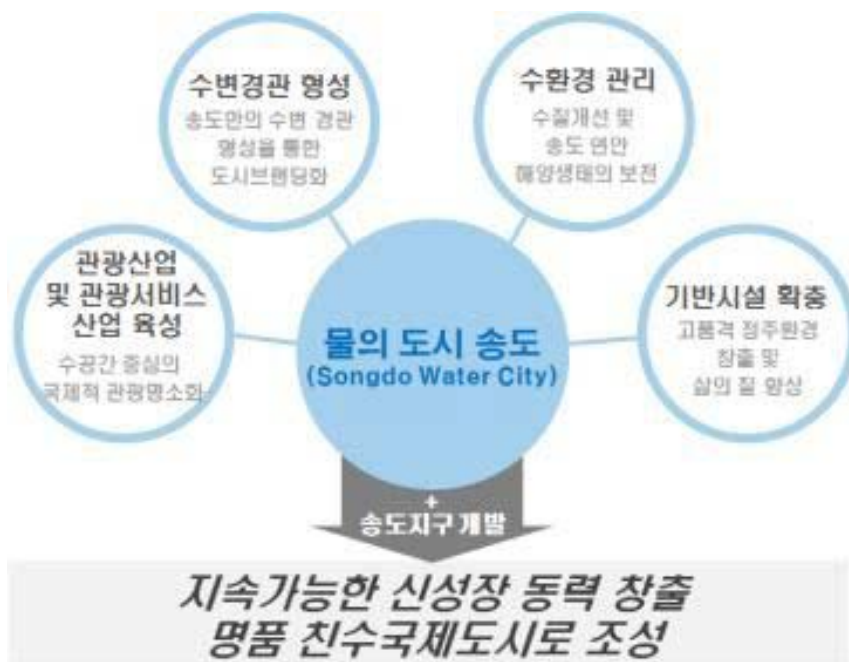 수변경관 형성
송도만의 수변 경관
형성을 통한
도시브랜딩화
수환경 관리
수질개선 및
송도 연안
해양생태의 보전
관광산업
및 관광서비스
산업 육성
수공간 중심의
국제적 관광명소화
기반시설 확충
고품격 정주환경
창출 및
삶의 질 향상
물의 도시 송도
(Songdo Water City)
+
송도지구 개발
지속가능한 신성장 동력 창출
명품 친수국제도시로 조성